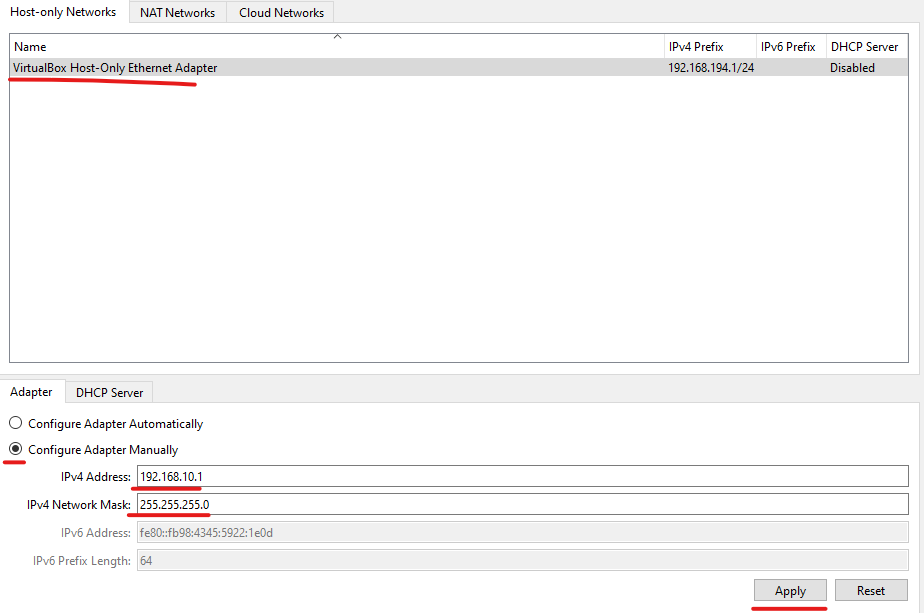 Host-only Networks NAT Networks Cloud Networks
Name IPv4 Prefix IPv6 Prefix DHCP Server
VirtualBox Host-Only Ethernet Adapter 192.168.194.1/24 Disabled
Adapter DHCP Server
Configure Adapter Automatically
Configure Adapter Manually
IPv4 Address: 192.168.10.1
IPv4 Network Mask: 255.255.255.0
IPv6 Address: fe80::fb98:4345:5922:1e0d
IPv6 Prefix Length: 64
Apply Reset